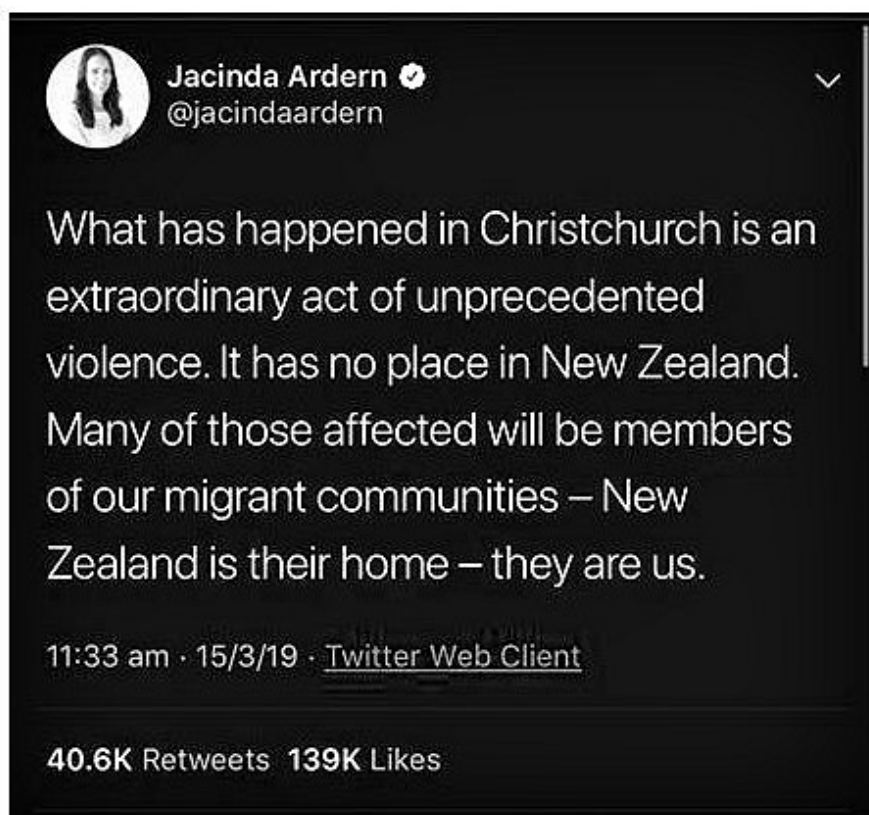 Jacinda Ardern
@jacindaardern
What has happened in Christchurch is an
extraordinary act of unprecedented
violence. It has no place in New Zealand.
Many of those affected will be members
of our migrant communities – New
Zealand is their home – they are us.
11:33 am · 15/3/19 · Twitter Web Client
40.6K Retweets 139K Likes